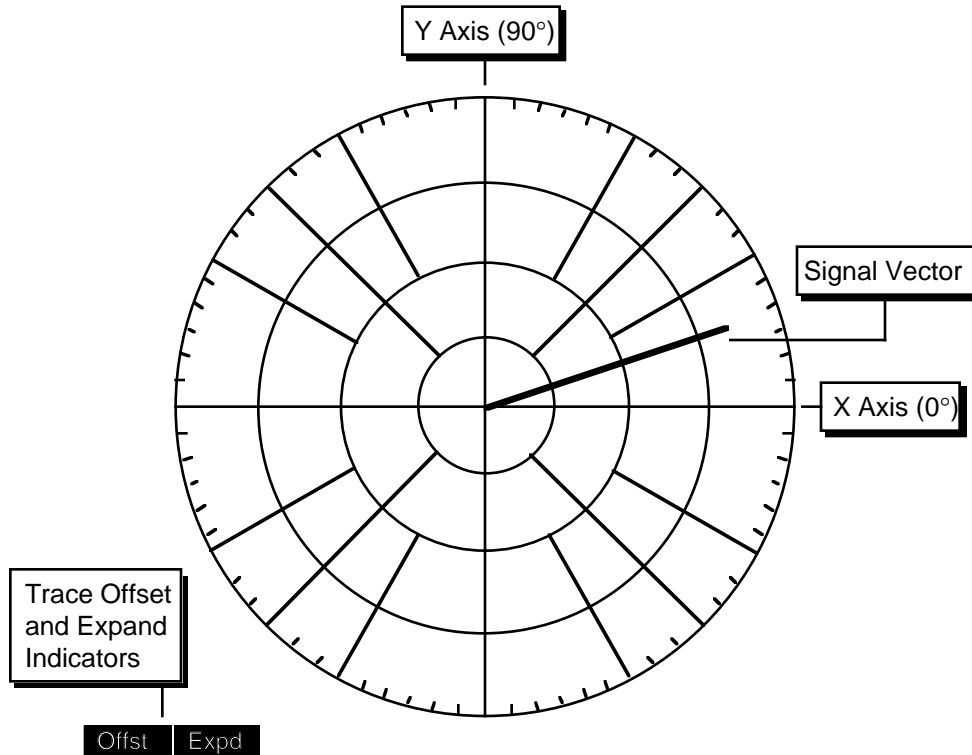 Y Axis (90°)
Signal Vector
X Axis (0°)
Trace Offset
and Expand
Indicators
Offst Expd